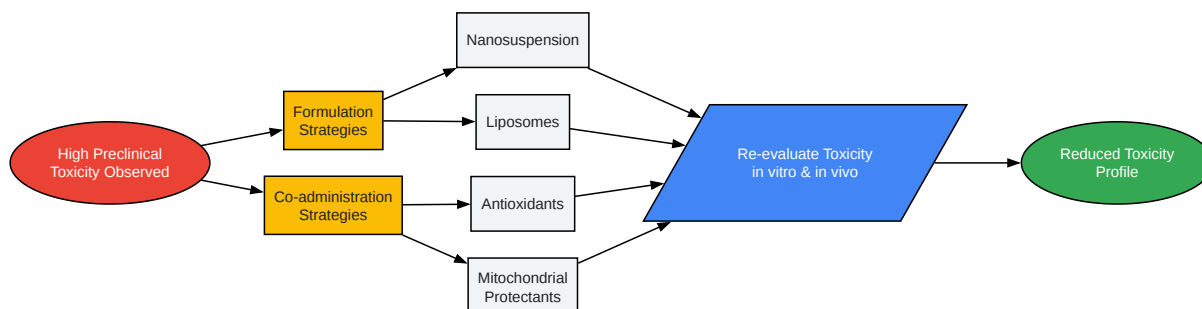 High Preclinical
Toxicity Observed
Formulation
Strategies
Co-administration
Strategies
Nanosuspension
Liposomes
Antioxidants
Mitochondrial
Protectants
Re-evaluate Toxicity
in vitro & in vivo
Reduced Toxicity
Profile